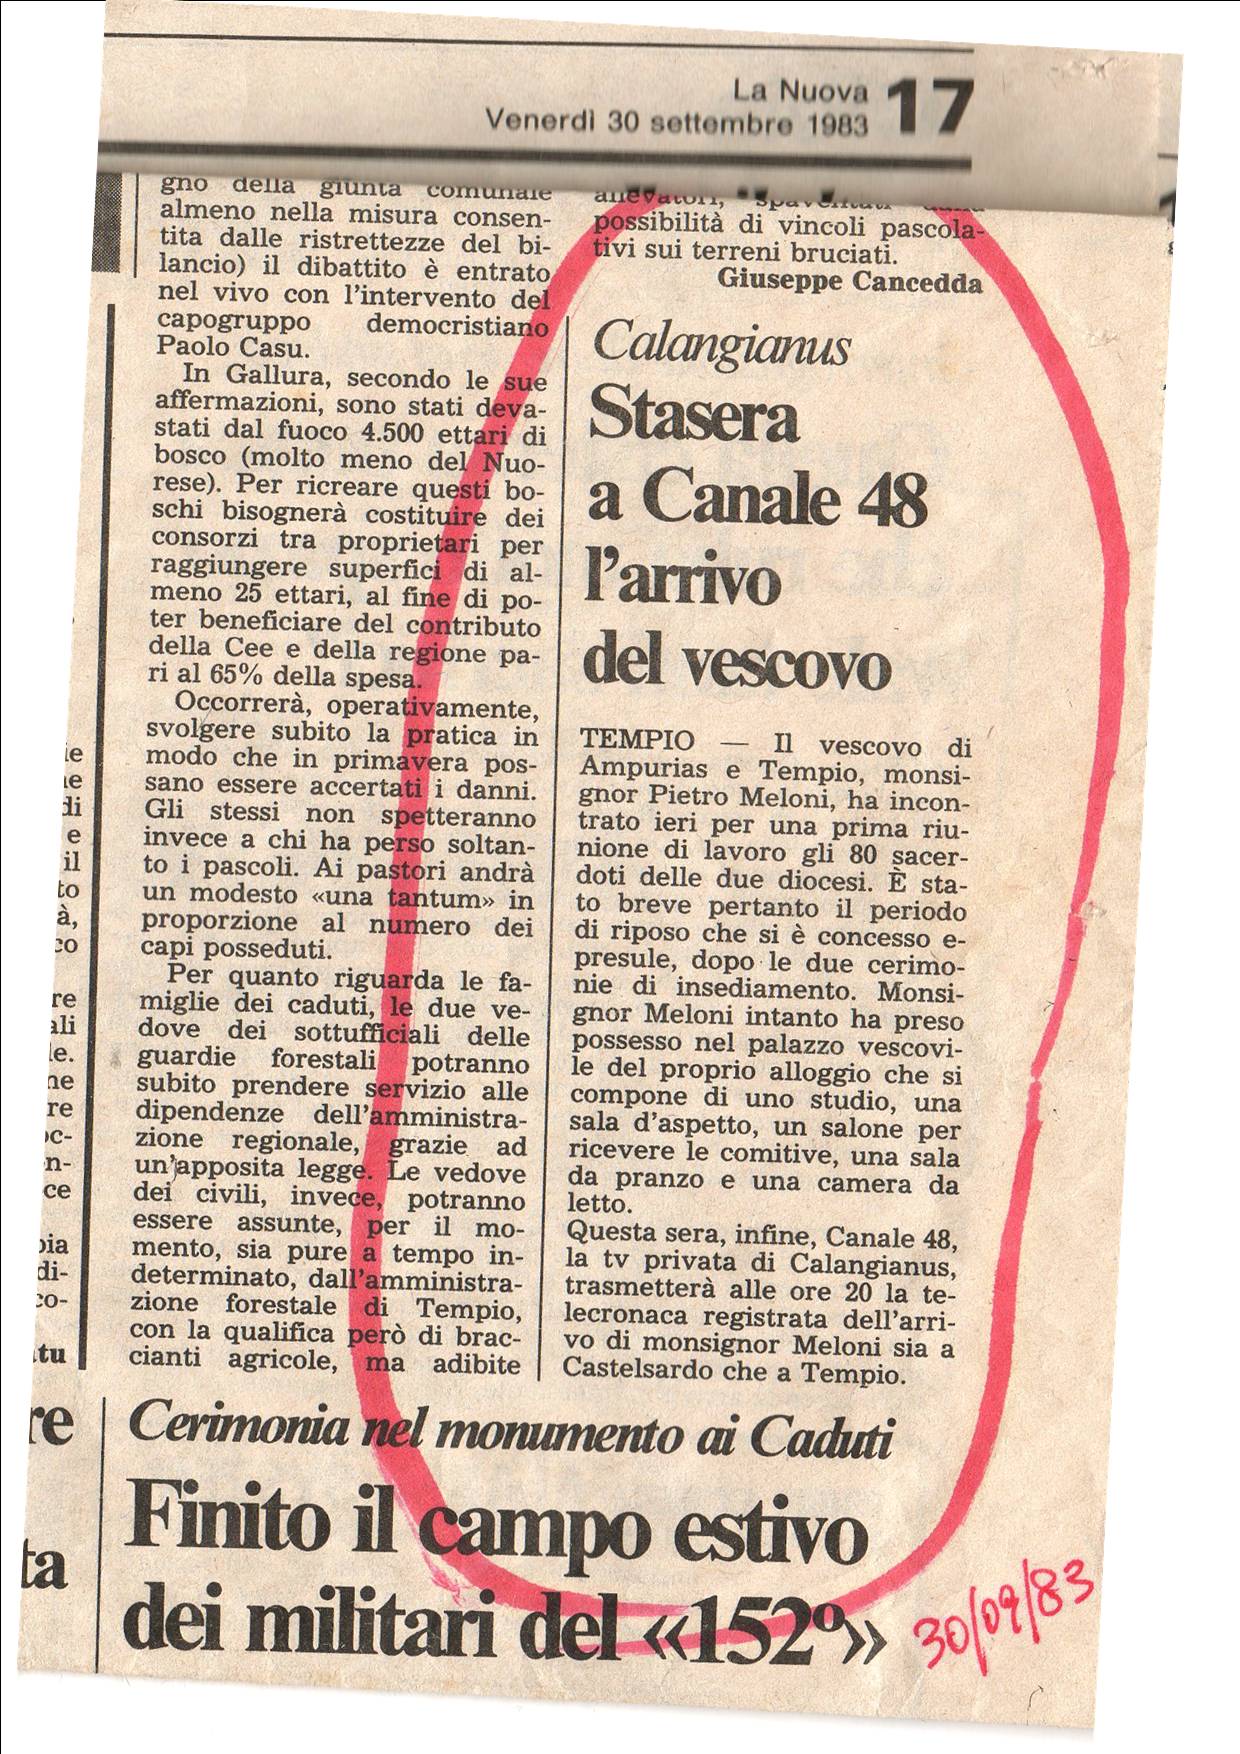 La Nuova 17
Venerdì 30 settembre 1983
gno della giunta comunale
almeno nella misura consen-
tita dalle ristrettezze del bi-
lancio) il dibattito è entrato
nel vivo con l'intervento del
capogruppo democristiano
Paolo Casu.
In Gallura, secondo le sue
affermazioni, sono stati deva-
stati dal fuoco 4.500 ettari di
bosco (molto meno del Nuo-
rese). Per ricreare questi bo-
schi bisognerà costituire dei
consorzi tra proprietari per
raggiungere superfici di al-
meno 25 ettari, al fine di po-
ter beneficiare del contributo
della Cee e della regione pa-
ri al 65% della spesa.
Occorrerà, operativamente,
svolgere subito la pratica in
modo che in primavera pos-
sano essere accertati i danni.
Gli stessi non spetteranno
invece a chi ha perso soltan-
to i pascoli. Ai pastori andrà
un modesto «una tantum» in
proporzione al numero dei
capi posseduti.
Per quanto riguarda le fa-
miglie dei caduti, le due ve-
dove dei sottufficiali delle
guardie forestali potranno
subito prendere servizio alle
dipendenze dell'amministra-
zione regionale, grazie ad
un'apposita legge. Le vedove
dei civili, invece, potranno
essere assunte, per il mo-
mento, sia pure a tempo in-
determinato, dall'amministra-
zione forestale di Tempio,
con la qualifica però di brac-
cianti agricole, ma adibite
allevatori, spaventati dalla
possibilità di vincoli pascola-
tivi sui terreni bruciati.
Giuseppe Cancedda
Calangianus
Stasera
a Canale 48
l'arrivo
del vescovo
TEMPIO — Il vescovo di
Ampurias e Tempio, monsi-
gnor Pietro Meloni, ha incon-
trato ieri per una prima riu-
nione di lavoro gli 80 sacer-
doti delle due diocesi. È sta-
to breve pertanto il periodo
di riposo che si è concesso e-
presule, dopo le due cerimo-
nie di insediamento. Monsi-
gnor Meloni intanto ha preso
possesso nel palazzo vescovi-
le del proprio alloggio che si
compone di uno studio, una
sala d'aspetto, un salone per
ricevere le comitive, una sala
da pranzo e una camera da
letto.
Questa sera, infine, Canale 48,
la tv privata di Calangianus,
trasmetterà alle ore 20 la te-
lecronaca registrata dell'arri-
vo di monsignor Meloni sia a
Castelsardo che a Tempio.
Cerimonia nel monumento ai Caduti
Finito il campo estivo
dei militari del «152º»
30/09/83